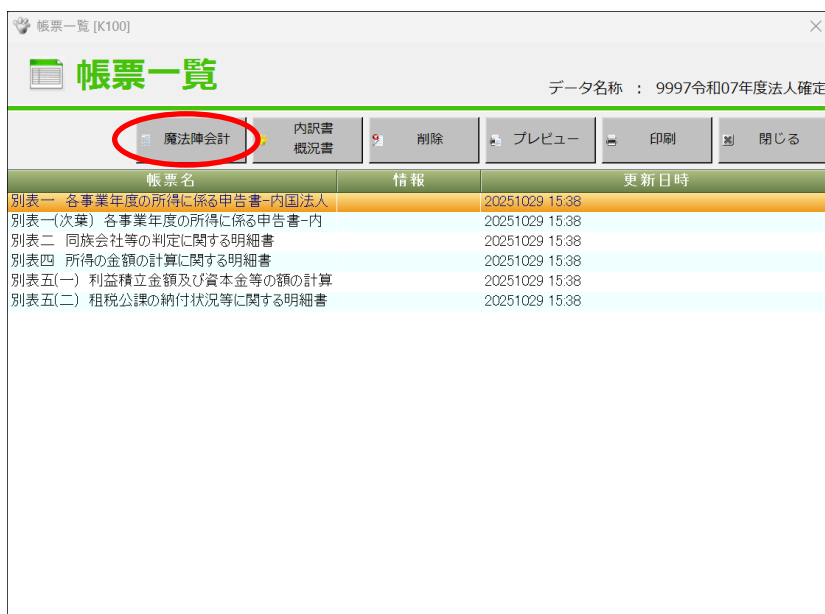 帳票一覧 [K100]
帳票一覧
データ名称 : 9997令和07年度法人確定
魔法陣会計 内訳書 概況書 削除 プレビュー 印刷 閉じる
帳票名 情報 更新日時
別表一 各事業年度の所得に係る申告書-内国法人 20251029 15:38
別表一(次葉) 各事業年度の所得に係る申告書-内 20251029 15:38
別表二 同族会社等の判定に関する明細書 20251029 15:38
別表四 所得の金額の計算に関する明細書 20251029 15:38
別表五(一) 利益積立金額及び資本金等の額の計算 20251029 15:38
別表五(二) 租税公課の納付状況等に関する明細書 20251029 15:38